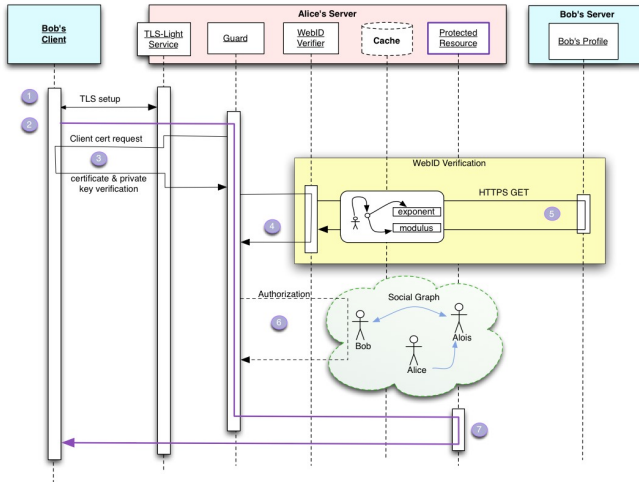 Alice's Server
Bob's Server
Bob's
Client
TLS-Light
Service
Guard
WebID
Verifier
Cache
Protected
Resource
Bob's Profile
1
TLS setup
2
Client cert request
3
certificate & private
key verification
WebID Verification
HTTPS GET
exponent
modulus
4
5
Authorization
6
Social Graph
Bob
Alois
Alice
7